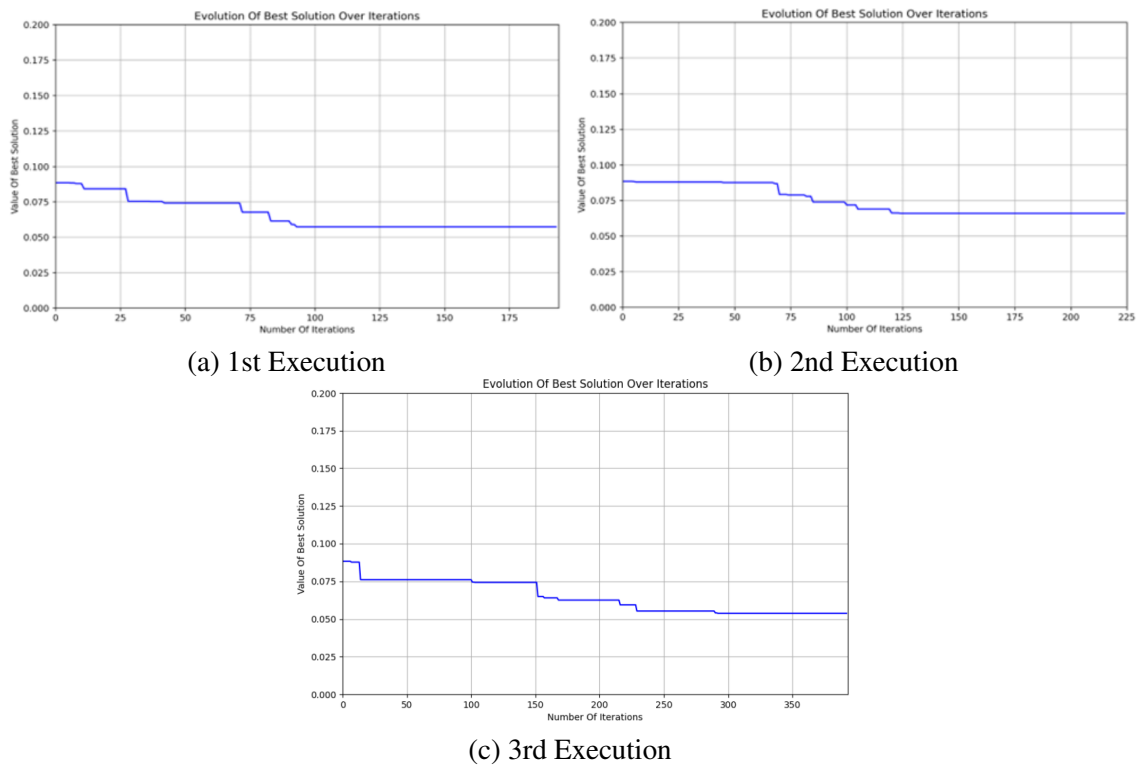 Evolution Of Best Solution Over Iterations
0.200
0.175
0.150
0.125
0.100
0.075
0.050
0.025
0.000
Value Of Best Solution
0 25 50 75 100 125 150 175
Number Of Iterations
(a) 1st Execution
Evolution Of Best Solution Over Iterations
0.200
0.175
0.150
0.125
0.100
0.075
0.050
0.025
0.000
Value Of Best Solution
0 25 50 75 100 125 150 175 200 225
Number Of Iterations
(b) 2nd Execution
Evolution Of Best Solution Over Iterations
0.200
0.175
0.150
0.125
0.100
0.075
0.050
0.025
0.000
Value Of Best Solution
0 50 100 150 200 250 300 350
Number Of Iterations
(c) 3rd Execution